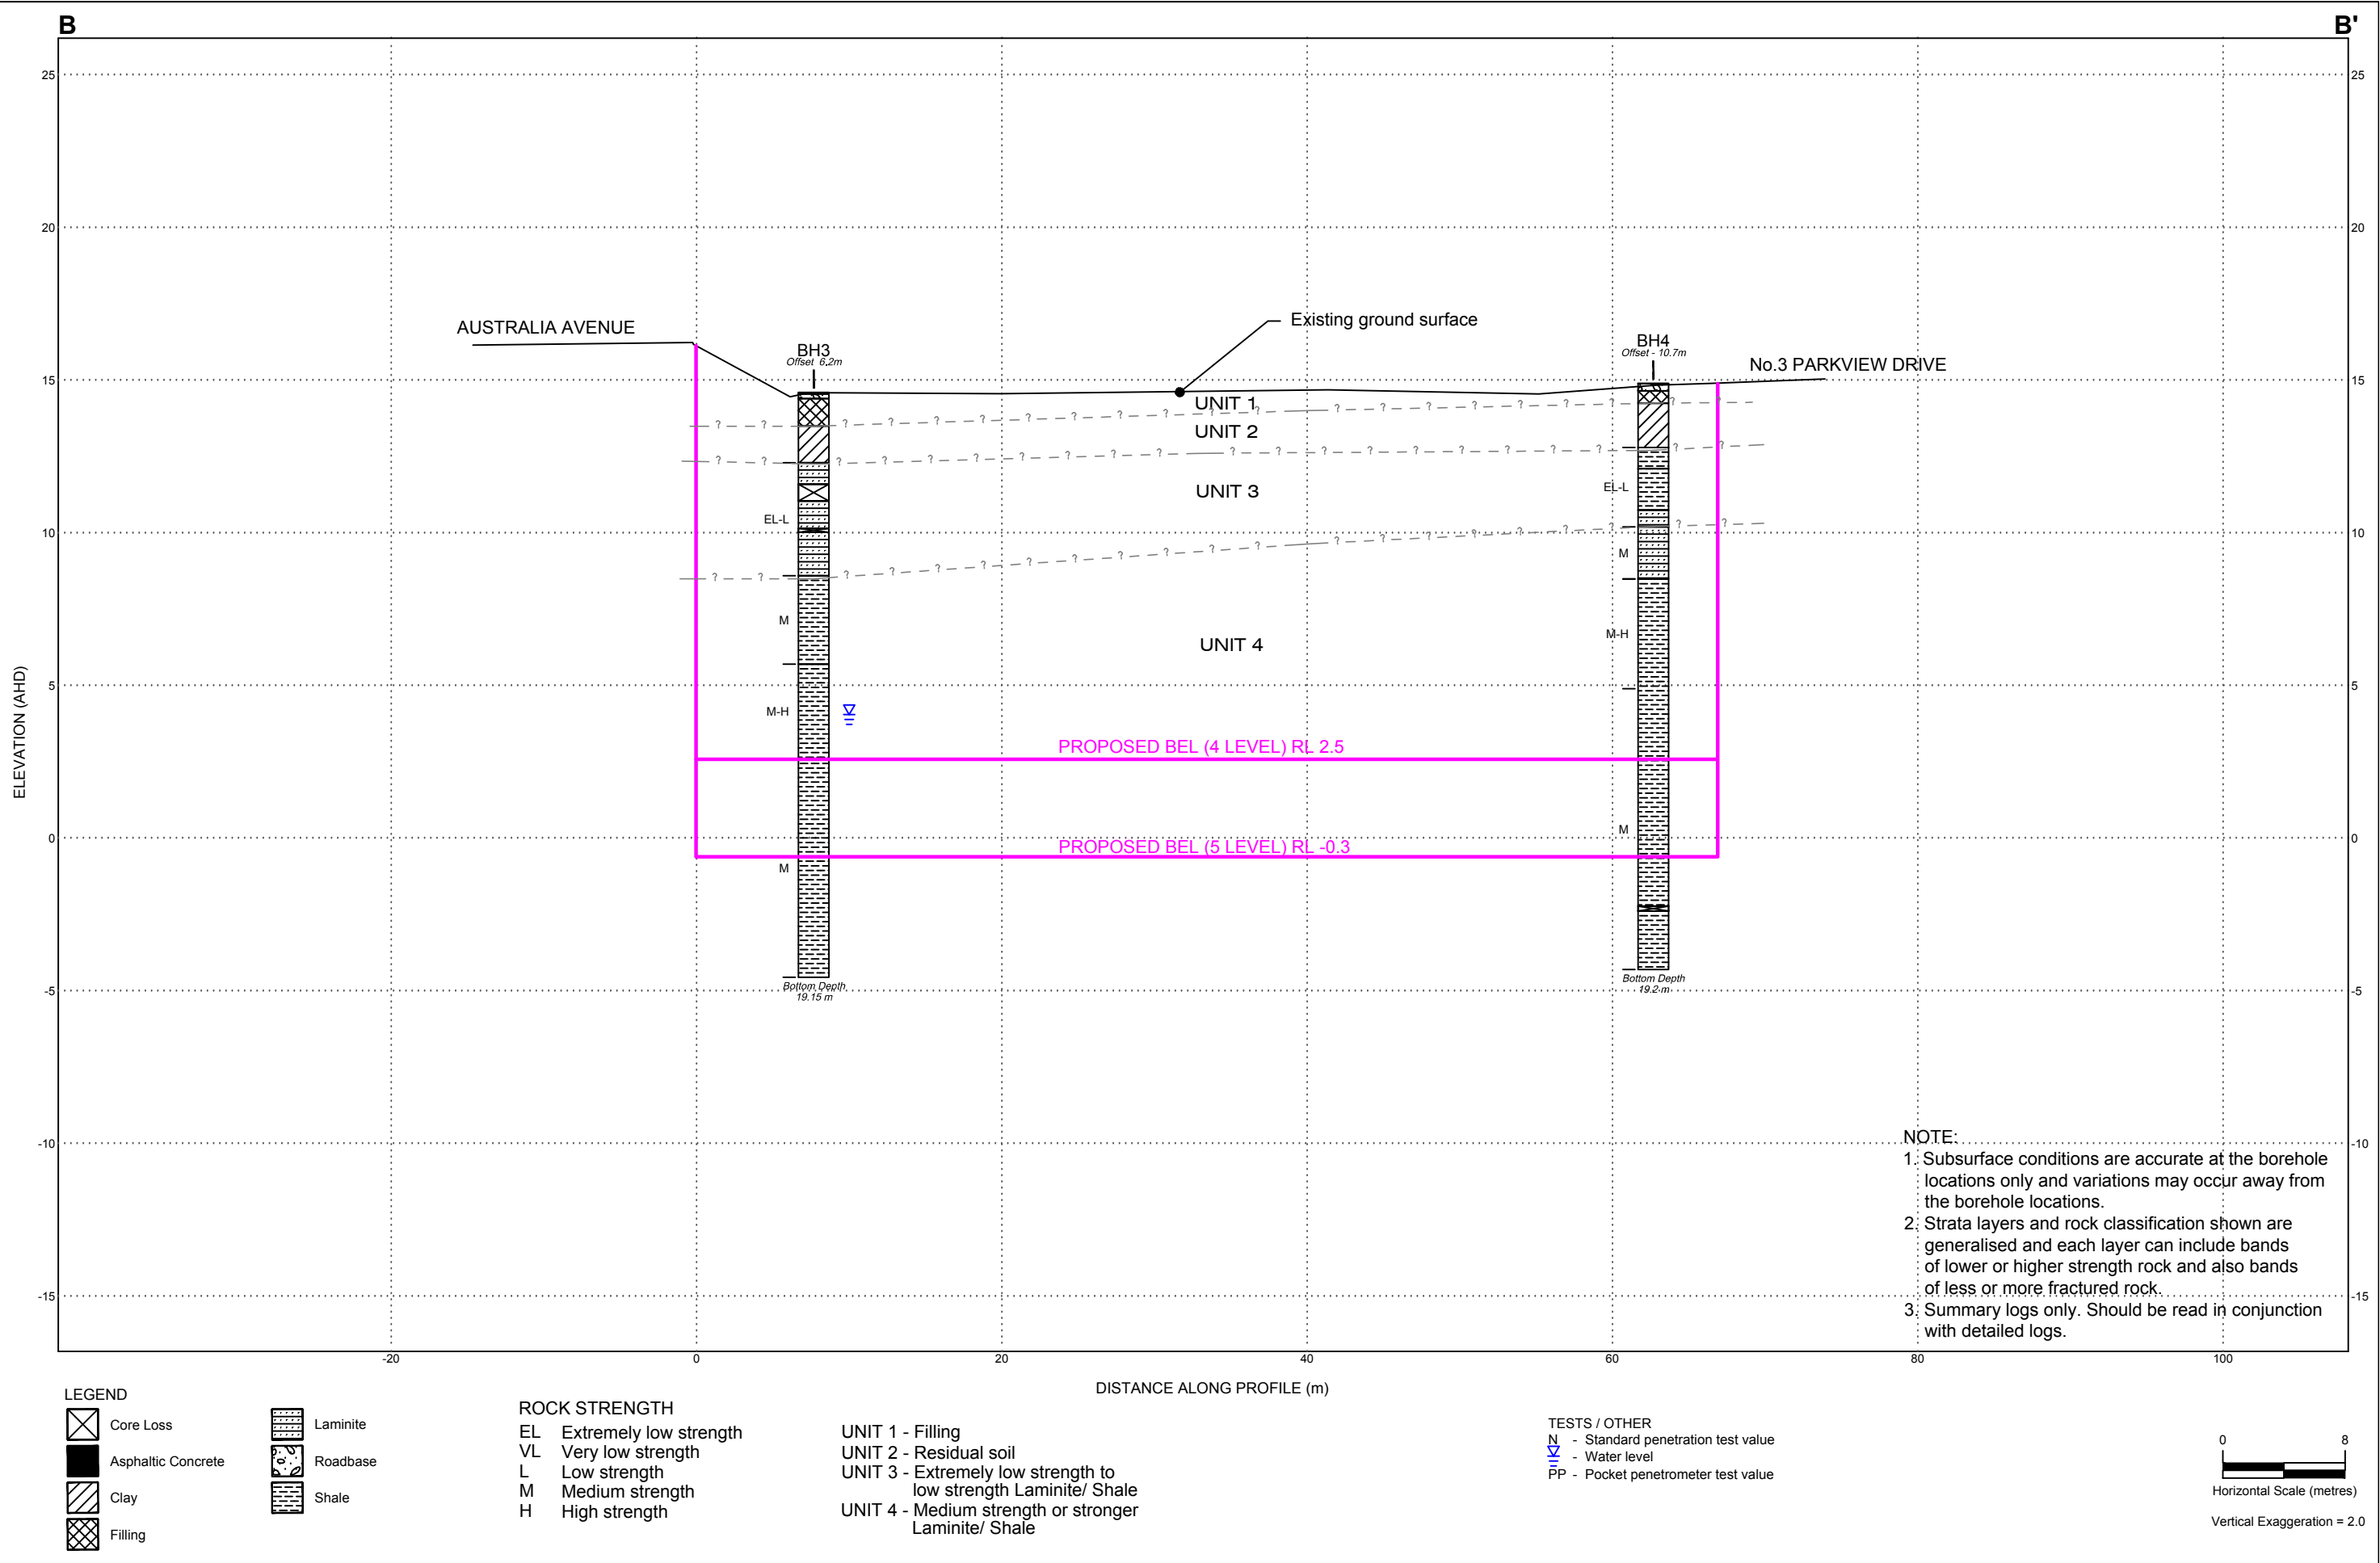 B
B'
25
25
20
20
15
15
10
10
5
5
0
0
-5
-5
-10
-10
-15
-15
ELEVATION (AHD)
AUSTRALIA AVENUE
BH3
Offset 6.2m
Existing ground surface
BH4
Offset - 10.7m
No.3 PARKVIEW DRIVE
UNIT 1
UNIT 2
UNIT 3
UNIT 4
EL-L
M
M-H
M
EL-L
M
M-H
M
PROPOSED BEL (4 LEVEL) RL 2.5
PROPOSED BEL (5 LEVEL) RL -0.3
Bottom Depth
19.15 m
Bottom Depth
19.2 m
NOTE:
1. Subsurface conditions are accurate at the borehole
locations only and variations may occur away from
the borehole locations.
2. Strata layers and rock classification shown are
generalised and each layer can include bands
of lower or higher strength rock and also bands
of less or more fractured rock.
3. Summary logs only. Should be read in conjunction
with detailed logs.
-20
0
20
40
60
80
100
DISTANCE ALONG PROFILE (m)
LEGEND
Core Loss
Asphaltic Concrete
Clay
Filling
Laminite
Roadbase
Shale
ROCK STRENGTH
EL Extremely low strength
VL Very low strength
L Low strength
M Medium strength
H High strength
UNIT 1 - Filling
UNIT 2 - Residual soil
UNIT 3 - Extremely low strength to
low strength Laminite/ Shale
UNIT 4 - Medium strength or stronger
Laminite/ Shale
TESTS / OTHER
N - Standard penetration test value
- Water level
PP - Pocket penetrometer test value
0 8
Horizontal Scale (metres)
Vertical Exaggeration = 2.0